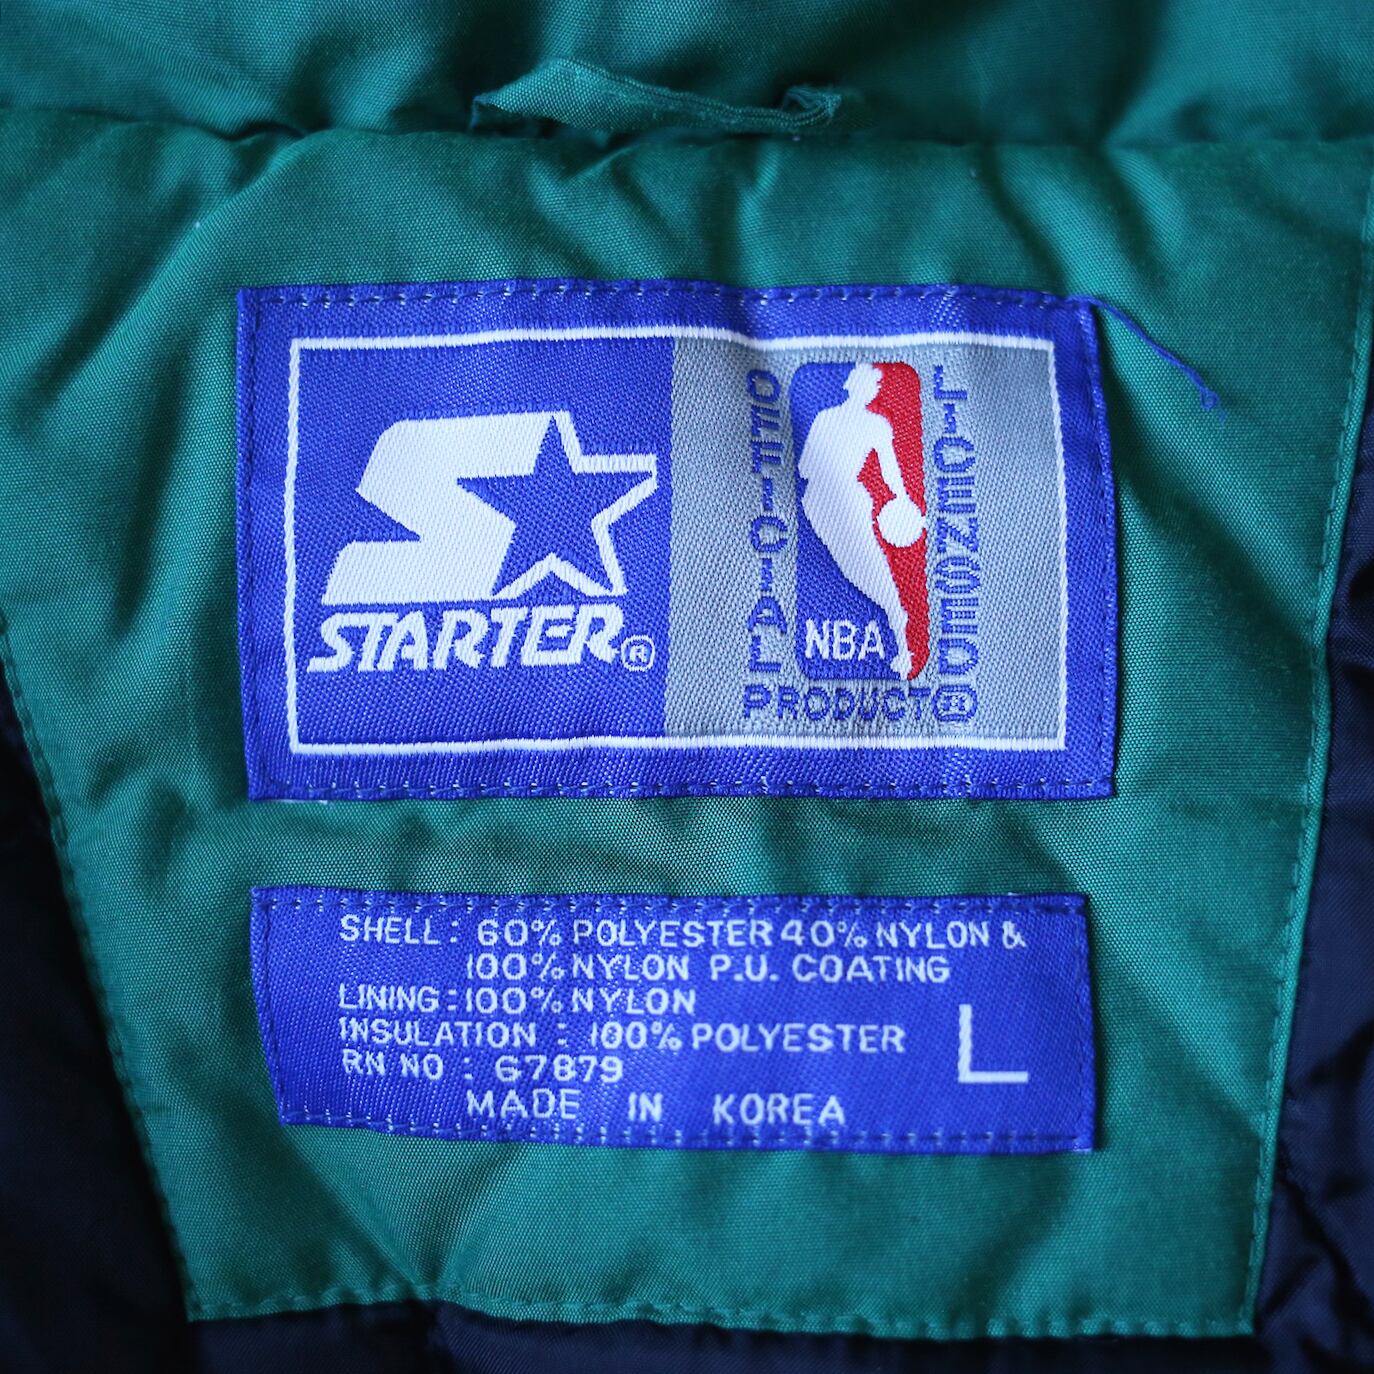 STARTER®
OFFICIAL
LICENZED
NBA
PRODUCT®
SHELL: 60% POLYESTER 40% NYLON &
100% NYLON P.U. COATING
LINING: 100% NYLON
INSULATION: 100% POLYESTER
RN NO: 67879
MADE IN KOREA
L